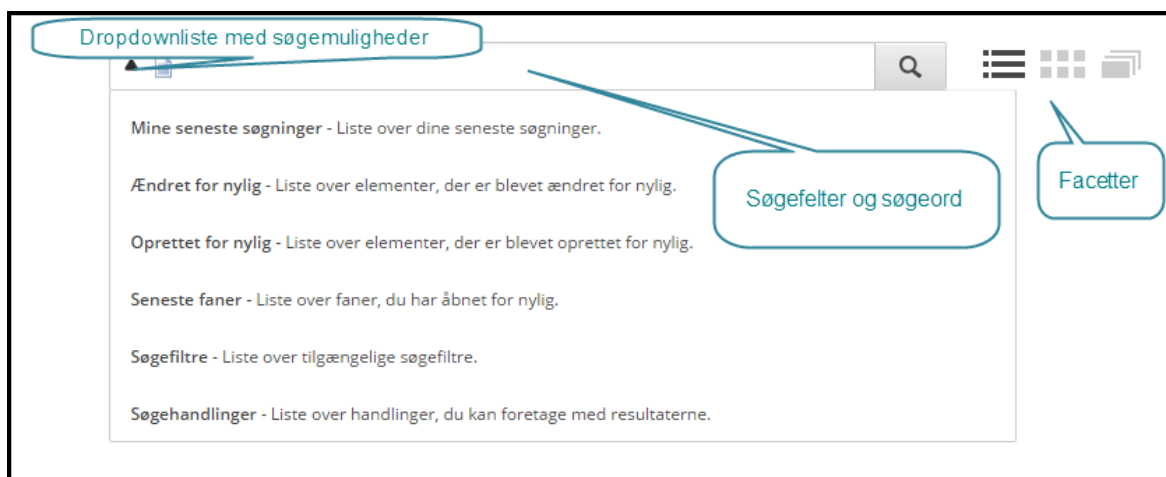 Dropdownliste med søgemuligheder
Mine seneste søgninger - Liste over dine seneste søgninger.
Ændret for nylig - Liste over elementer, der er blevet ændret for nylig.
Oprettet for nylig - Liste over elementer, der er blevet oprettet for nylig.
Seneste faner - Liste over faner, du har åbnet for nylig.
Søgefiltre - Liste over tilgængelige søgefiltre.
Søgehandlinger - Liste over handlinger, du kan foretage med resultaterne.
Søgefelter og søgeord
Facetter